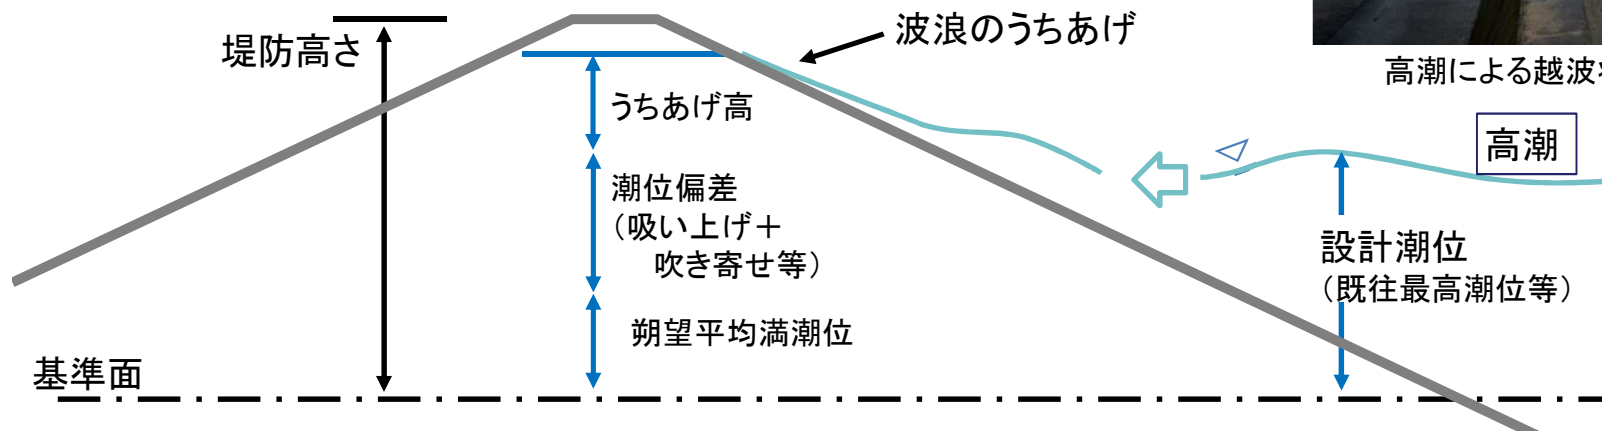 堤防高さ
波浪のうちあげ
高潮による越波
うちあげ高
高潮
潮位偏差
（吸い上げ＋
吹き寄せ等）
設計潮位
（既往最高潮位等）
朔望平均満潮位
基準面